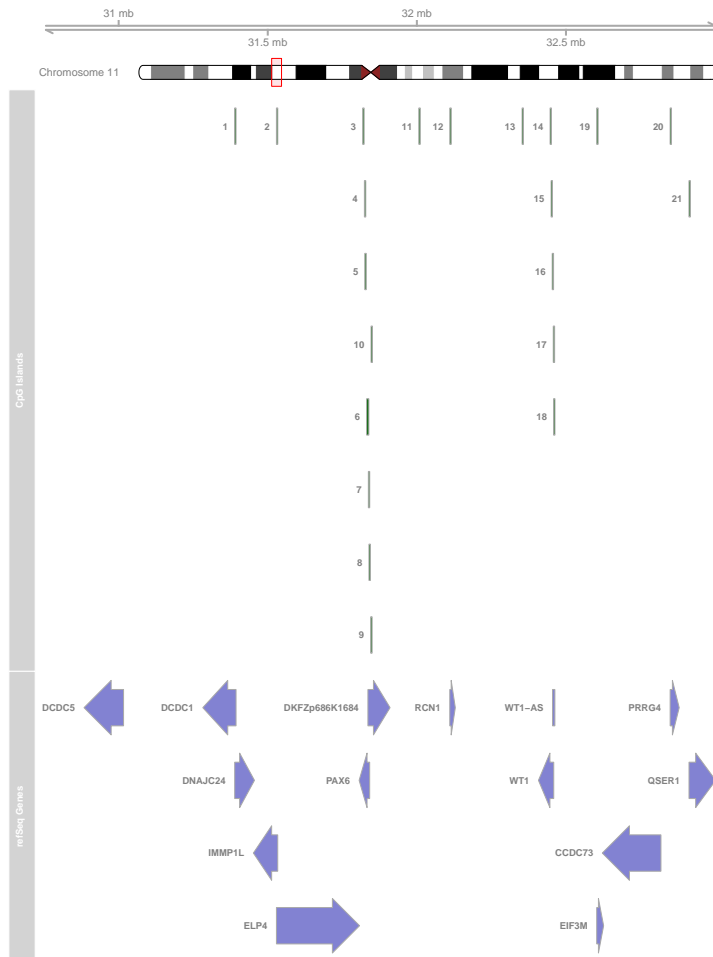 31 mb
32 mb
31.5 mb
32.5 mb
Chromosome 11
CpG Islands
1
2
3
11
12
13
14
19
20
4
15
21
5
16
10
17
6
18
7
8
9
refSeq Genes
DCDC5
DCDC1
DKFZp686K1684
RCN1
WT1−AS
PRRG4
DNAJC24
PAX6
WT1
QSER1
IMMP1L
CCDC73
ELP4
EIF3M